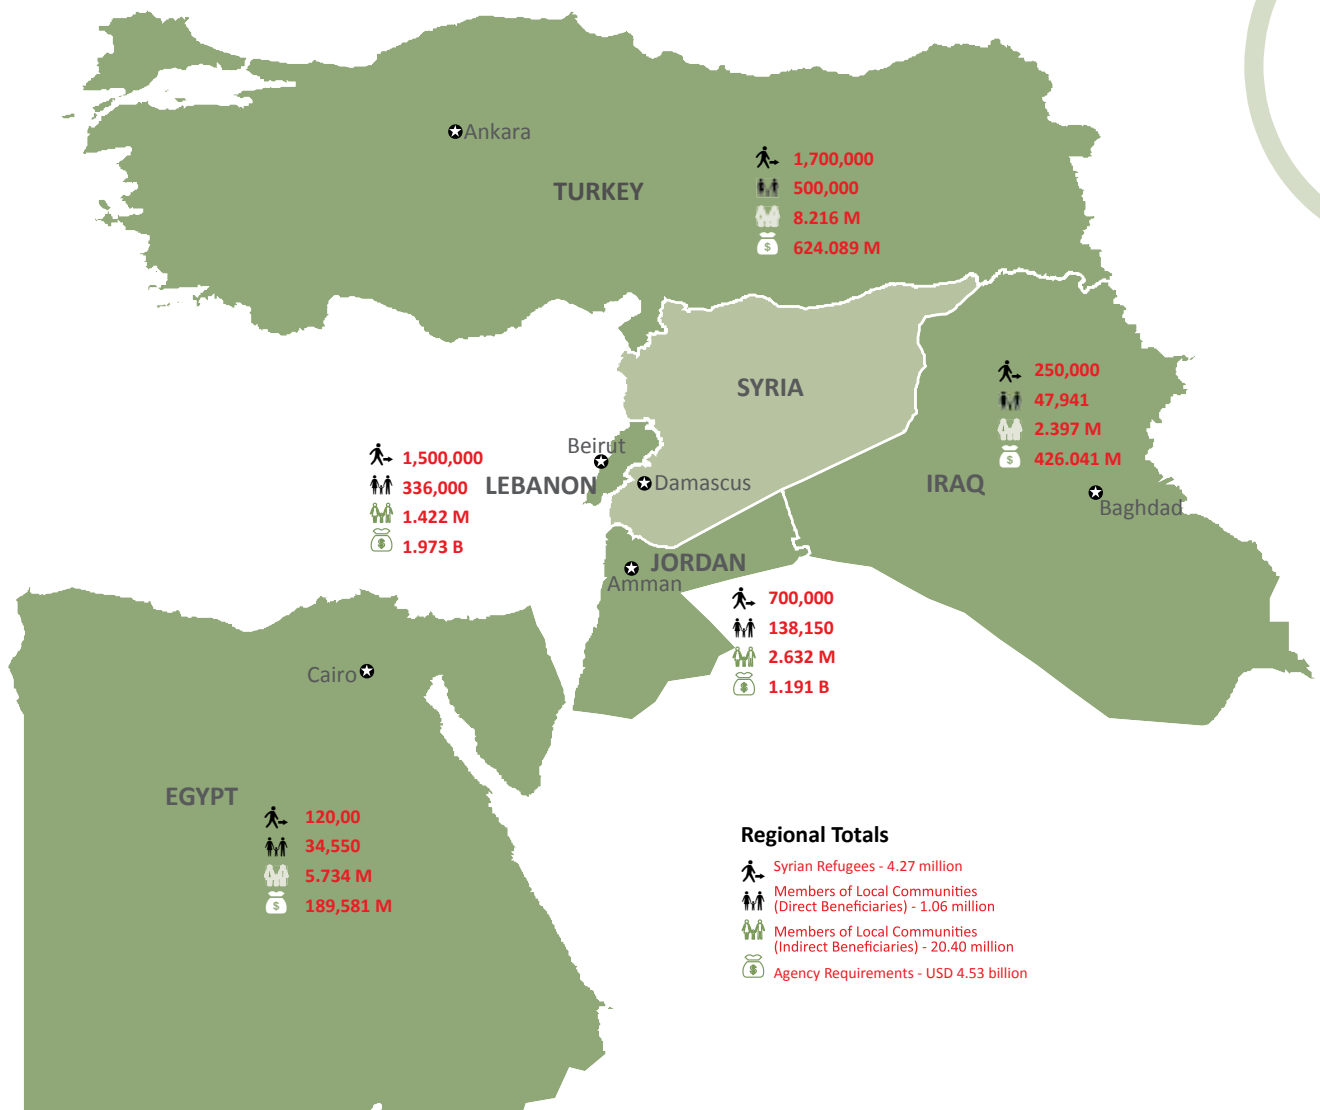 Ankara
TURKEY
1,700,000
500,000
8.216 M
624.089 M
SYRIA
250,000
47,941
2.397 M
426.041 M
IRAQ
Baghdad
Beirut
LEBANON
Damascus
1,500,000
336,000
1.422 M
1.973 B
JORDAN
Amman
700,000
138,150
2.632 M
1.191 B
Cairo
EGYPT
120,00
34,550
5.734 M
189,581 M
Regional Totals
Syrian Refugees - 4.27 million
Members of Local Communities
(Direct Beneficiaries) - 1.06 million
Members of Local Communities
(Indirect Beneficiaries) - 20.40 million
Agency Requirements - USD 4.53 billion